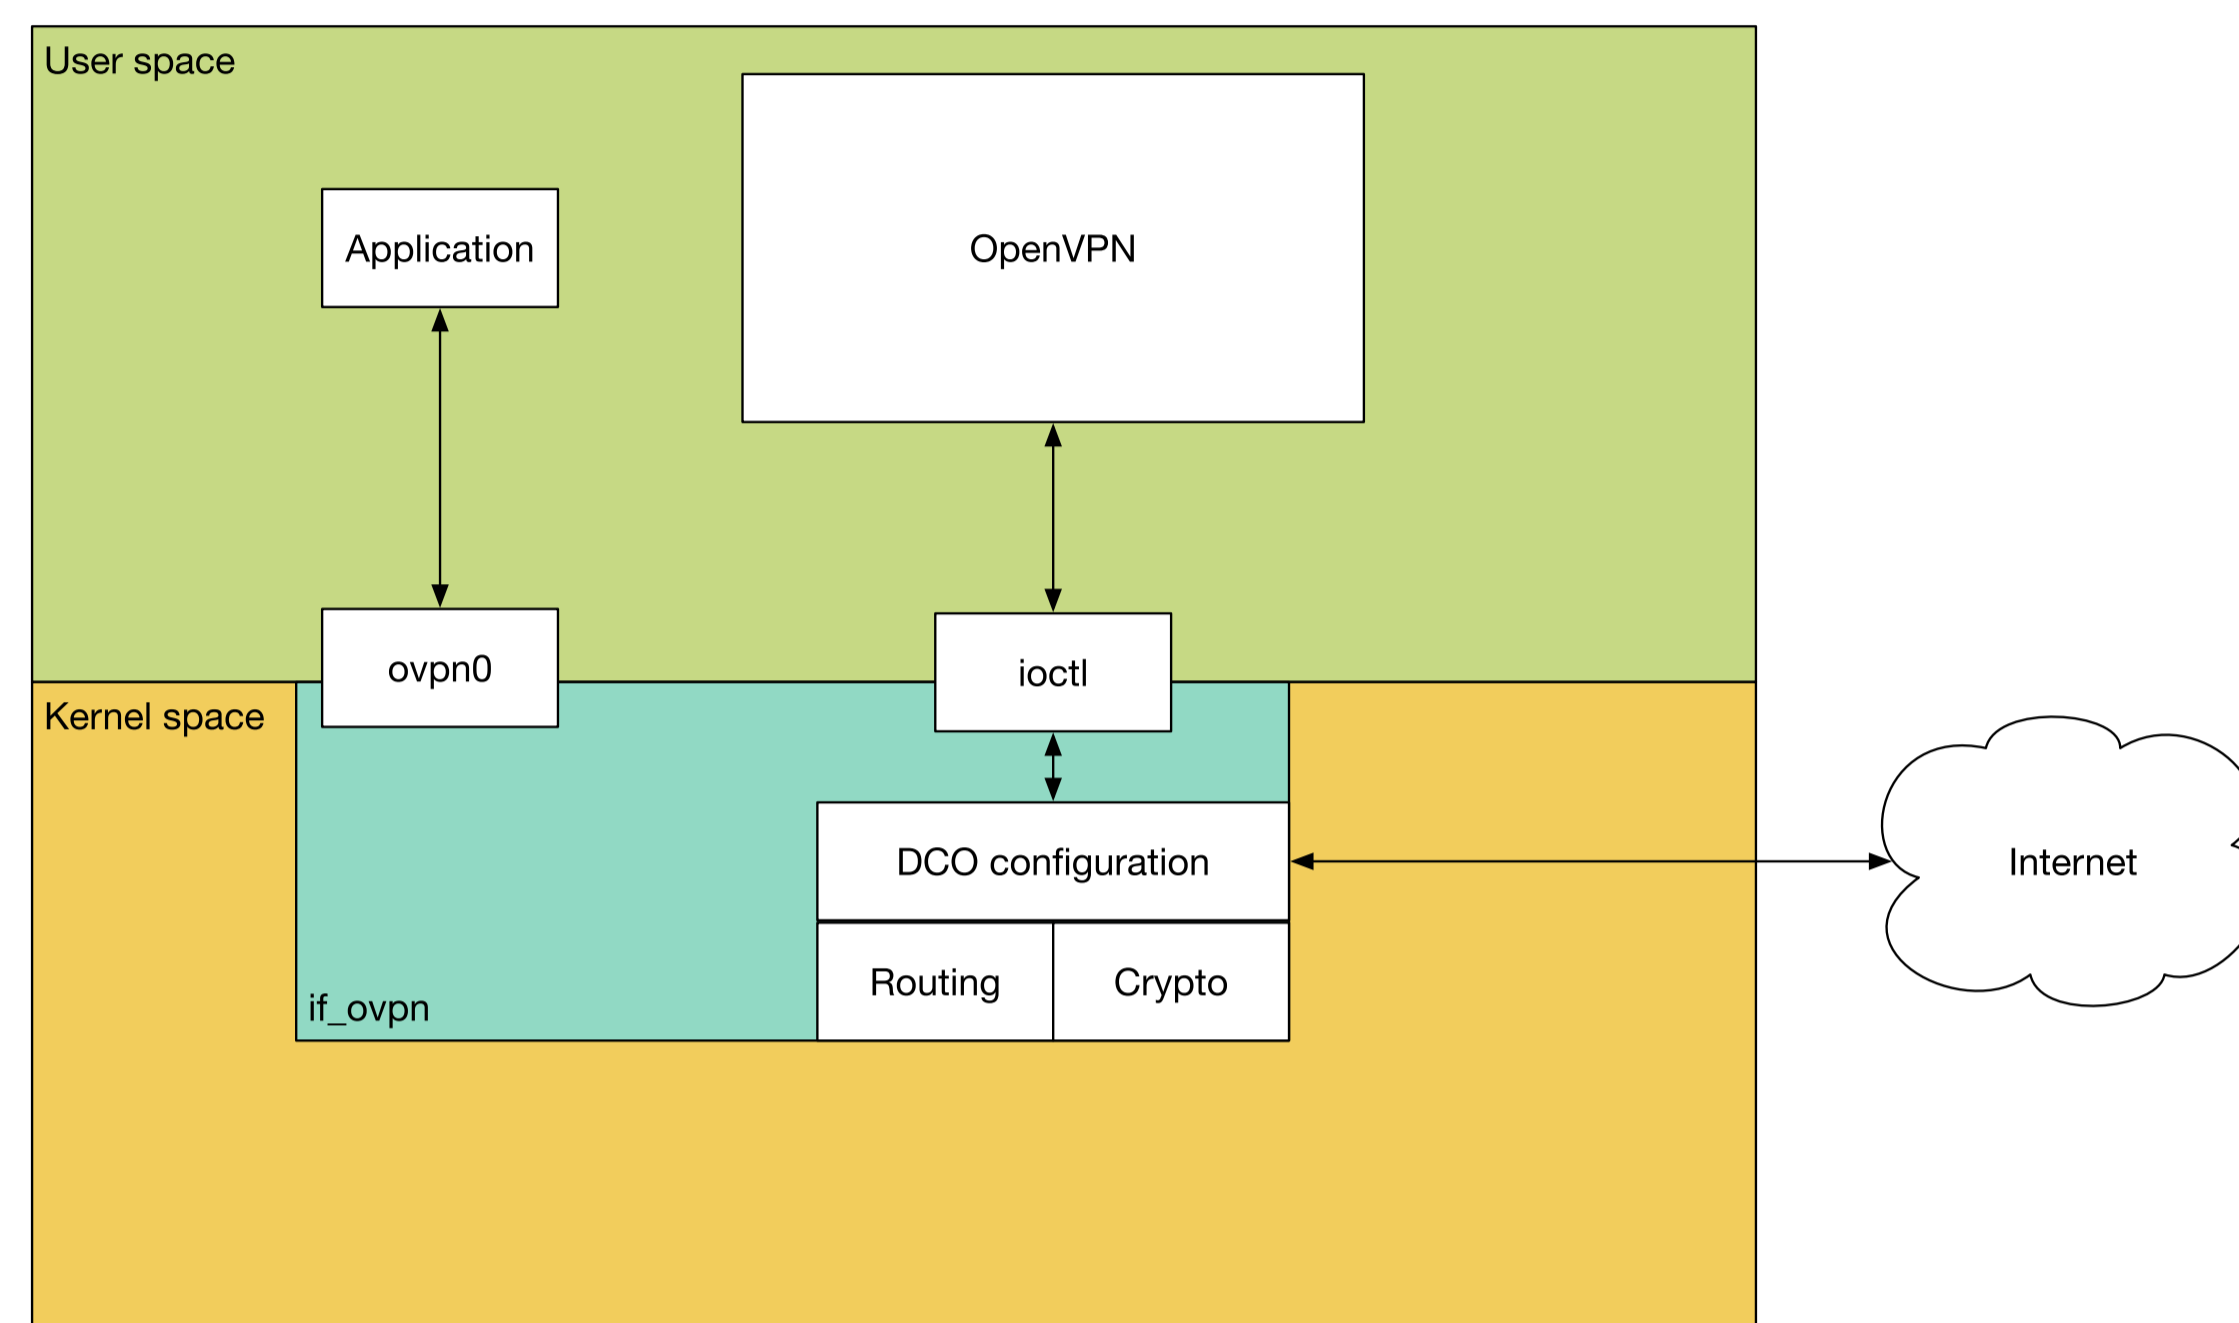 User space
Application
OpenVPN
ovpn0
ioctl
Kernel space
DCO configuration
Internet
Routing
Crypto
if_ovpn